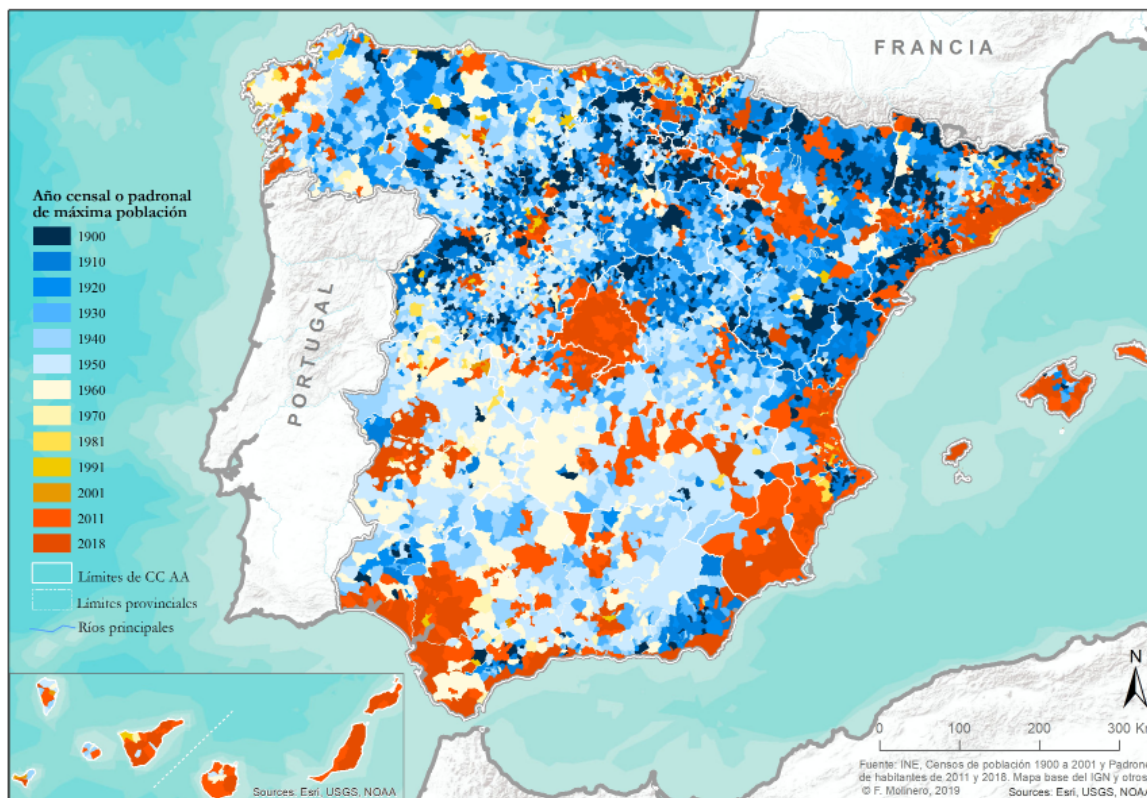 FRANCIA
PORTUGAL
Año censal o padronal
de máxima población
1900
1910
1920
1930
1940
1950
1960
1970
1981
1991
2001
2011
2018
Límites de CC AA
Límites provinciales
Ríos principales
N
0 100 200 300 K
Fuente: INE, Censos de población 1900 a 2001 y Padrone
de habitantes de 2011 y 2018. Mapa base del IGN y otros
© F. Molinero, 2019
Sources: Esri, USGS, NOA
Sources: Esri, USGS, NOAA